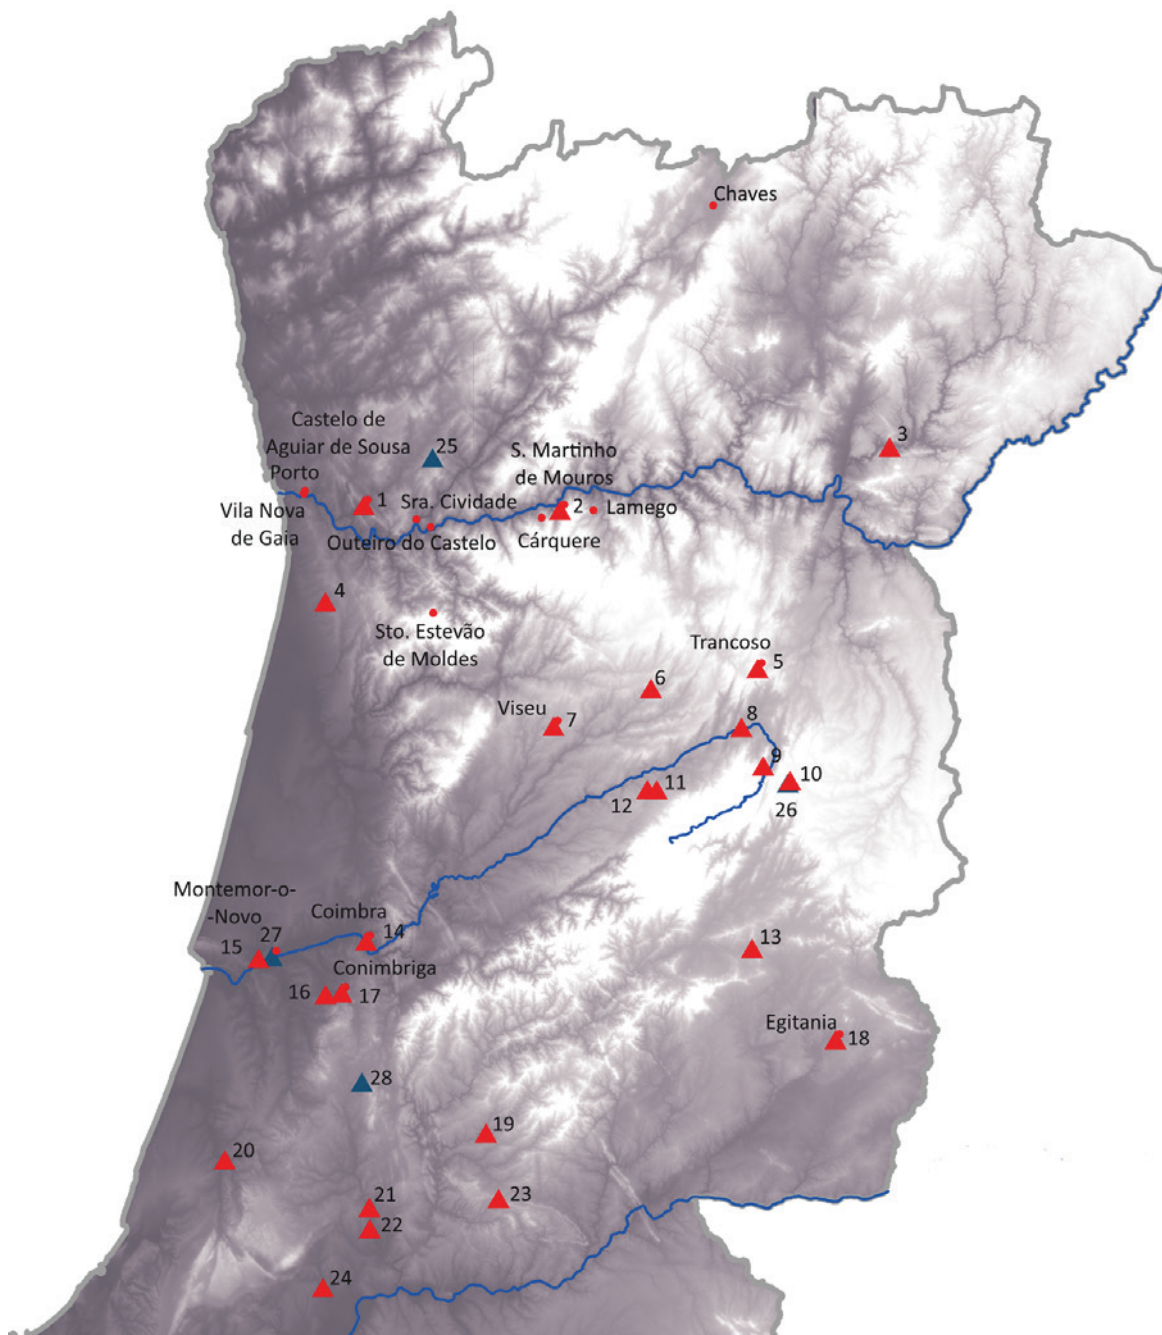 Chaves
Castelo de
Aguiar de Sousa
25
3
S. Martinho
de Mouros
Porto
1
Sra. Cividade
2
Lamego
Vila Nova
de Gaia
Outeiro do Castelo
Cárquere
4
Sto. Estevão
de Moldes
Trancoso
5
6
Viseu
7
8
9
10
11
12
26
Montemor-o-
-Novo
Coimbra
27
14
15
13
Conimbriga
16
17
Egitania
18
28
19
20
21
23
22
24